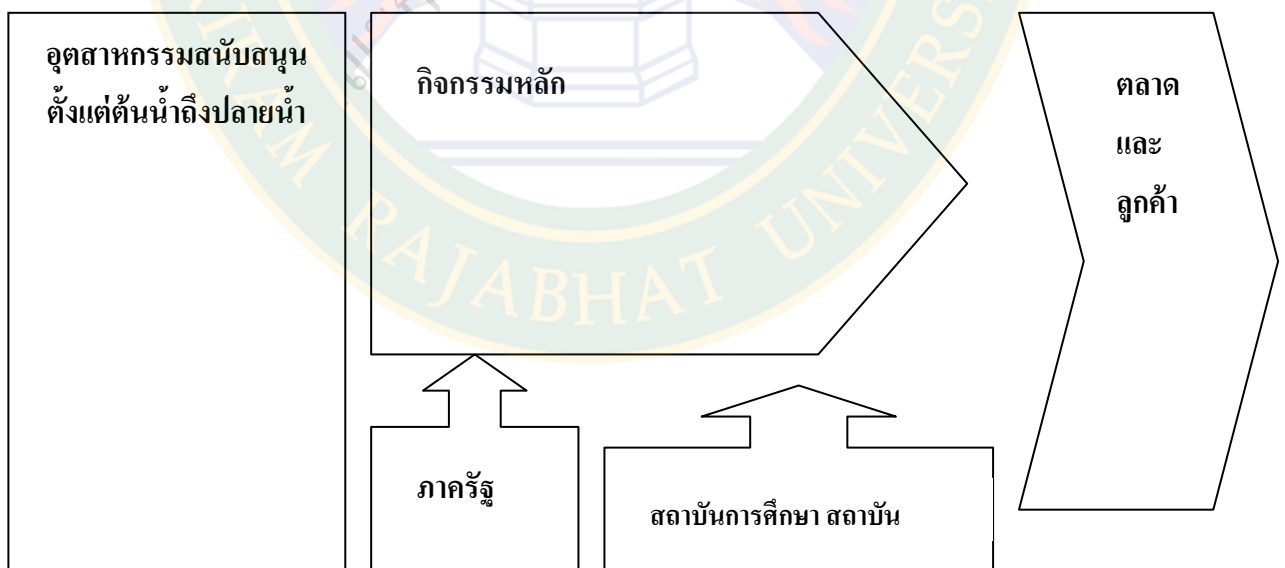 อุตสาหกรรมสนับสนุน
ตั้งแต่ต้นน้ำถึงปลายน้ำ
กิจกรรมหลัก
ตลาด
และ
ลูกค้า
ภาครัฐ
สถาบันการศึกษา สถาบัน
RAJABHAT